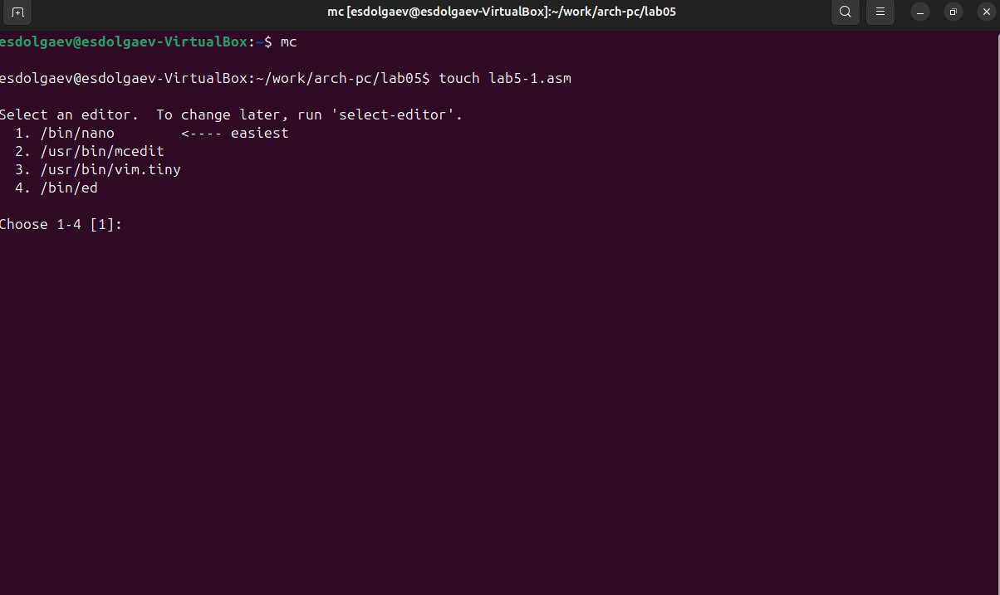 mc [esdolgaev@esdolgaev-VirtualBox]:~/work/arch-pc/lab05
esdolgaev@esdolgaev-VirtualBox:~$ mc
esdolgaev@esdolgaev-VirtualBox:~/work/arch-pc/lab05$ touch lab5-1.asm
Select an editor.  To change later, run 'select-editor'.
  1. /bin/nano        <---- easiest
  2. /usr/bin/mcedit
  3. /usr/bin/vim.tiny
  4. /bin/ed
Choose 1-4 [1]: